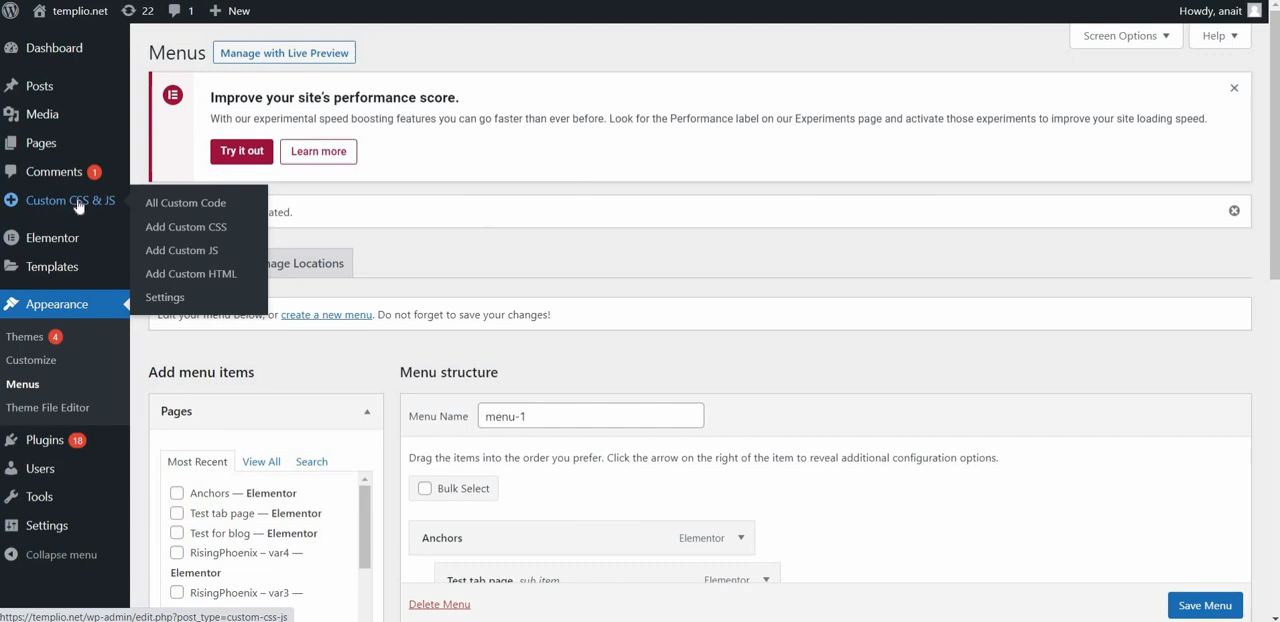 templio.net 22 1 New Howdy, anait
Dashboard
Posts
Media
Pages
Comments 1
Custom CSS & JS
Elementor
Templates
Appearance
Themes 4
Customize
Menus
Theme File Editor
Plugins 18
Users
Tools
Settings
Collapse menu
All Custom Code
Add Custom CSS
Add Custom JS
Add Custom HTML
Settings
Screen Options Help
Menus Manage with Live Preview
Improve your site's performance score.
With our experimental speed boosting features you can go faster than ever before. Look for the Performance label on our Experiments page and activate those experiments to improve your site loading speed.
Try it out Learn more
ated.
nage Locations
Edit your menu below, or create a new menu. Do not forget to save your changes!
Add menu items
Pages
Most Recent View All Search
Anchors — Elementor
Test tab page — Elementor
Test for blog — Elementor
RisingPhoenix – var4 —
Elementor
RisingPhoenix – var3 —
Menu structure
Menu Name menu-1
Drag the items into the order you prefer. Click the arrow on the right of the item to reveal additional configuration options.
Bulk Select
Anchors Elementor
Test tab page sub item Elementor
Delete Menu Save Menu
https://templio.net/wp-admin/edit.php?post_type=custom-css-js